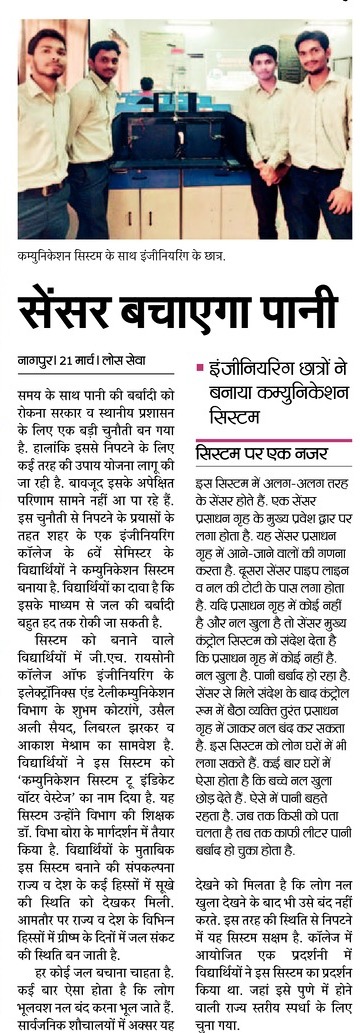 कम्युनिकेशन सिस्टम के साथ इंजीनियरिंग के छात्र.
सेंसर बचाएगा पानी
नागपुर। 21 मार्च। लोस सेवा
समय के साथ पानी की बर्बादी को
रोकना सरकार व स्थानीय प्रशासन
के लिए एक बड़ी चुनौती बन गया
है. हालांकि इससे निपटने के लिए
कई तरह की उपाय योजना लागू की
जा रही है. बावजूद इसके अपेक्षित
परिणाम सामने नहीं आ पा रहे हैं.
इस चुनौती से निपटने के प्रयासों के
तहत शहर के एक इंजीनियरिंग
कॉलेज के 6वें सेमिस्टर के
विद्यार्थियों ने कम्युनिकेशन सिस्टम
बनाया है. विद्यार्थियों का दावा है कि
इसके माध्यम से जल की बर्बादी
बहुत हद तक रोकी जा सकती है.
सिस्टम को बनाने वाले
विद्यार्थियों में जी.एच. रायसोनी
कॉलेज ऑफ इंजीनियरिंग के
इलेक्ट्रॉनिक्स एंड टेलीकम्युनिकेशन
विभाग के शुभम कोटरांगे, उसैल
अली सैयद, लिबरल झरकर व
आकाश मेश्राम का सामवेश है.
विद्यार्थियों ने इस सिस्टम को
'कम्युनिकेशन सिस्टम टू इंडिकेट
वॉटर वेस्टेज' का नाम दिया है. यह
सिस्टम उन्होंने विभाग की शिक्षक
डॉ. विभा बोरा के मार्गदर्शन में तैयार
किया है. विद्यार्थियों के मुताबिक
इस सिस्टम बनाने की संपकल्पना
राज्य व देश के कई हिस्सों में सूखे
की स्थिति को देखकर मिली.
आमतौर पर राज्य व देश के विभिन्न
हिस्सों में ग्रीष्म के दिनों में जल संकट
की स्थिति बन जाती है.
हर कोई जल बचाना चाहता है.
कई बार ऐसा होता है कि लोग
भूलवश नल बंद करना भूल जाते हैं.
सार्वजनिक शौचालयों में अक्सर यह
इंजीनियरिंग छात्रों ने
बनाया कम्युनिकेशन
सिस्टम
सिस्टम पर एक नजर
इस सिस्टम में अलग-अलग तरह
के सेंसर होते हैं. एक सेंसर
प्रसाधन गृह के मुख्य प्रवेश द्वार पर
लगा होता है. यह सेंसर प्रसाधन
गृह में आने-जाने वालों की गणना
करता है. दूसरा सेंसर पाइप लाइन
व नल की टोटी के पास लगा होता
है. यदि प्रसाधन गृह में कोई नहीं
है और नल खुला है तो सेंसर मुख्य
कंट्रोल सिस्टम को संदेश देता है
कि प्रसाधन गृह में कोई नहीं है.
नल खुला है. पानी बर्बाद हो रहा है.
सेंसर से मिले संदेश के बाद कंट्रोल
रूम में बैठा व्यक्ति तुरंत प्रसाधन
गृह में जाकर नल बंद कर सकता
है. इस सिस्टम को लोग घरों में भी
लगा सकते हैं. कई बार घरों में
ऐसा होता है कि बच्चे नल खुला
छोड़ देते हैं. ऐसे में पानी बहते
रहता है. जब तक किसी को पता
चलता है तब तक काफी लीटर पानी
बर्बाद हो चुका होता है.
देखने को मिलता है कि लोग नल
खुला देखने के बाद भी उसे बंद नहीं
करते. इस तरह की स्थिति से निपटने
में यह सिस्टम सक्षम है. कॉलेज में
आयोजित एक प्रदर्शनी में
विद्यार्थियों ने इस सिस्टम का प्रदर्शन
किया था. जहां इसे पुणे में होने
वाली राज्य स्तरीय स्पर्धा के लिए
चुना गया.